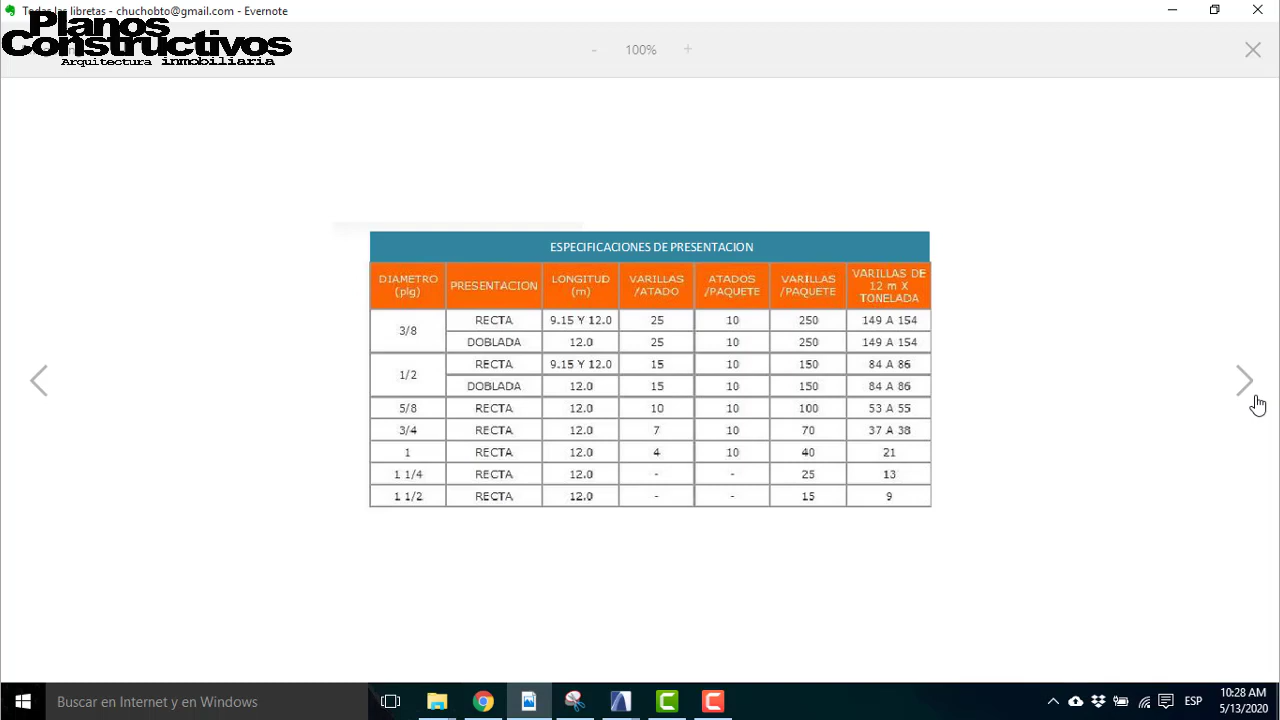 Todas las libretas - chuchobto@gmail.com - Evernote
Planos
Constructivos
Arquitectura inmobiliaria
- 100% +
ESPECIFICACIONES DE PRESENTACION
DIAMETRO (plg) PRESENTACION LONGITUD (m) VARILLAS /ATADO ATADOS /PAQUETE VARILLAS /PAQUETE VARILLAS DE 12 m X TONELADA
3/8 RECTA 9.15 Y 12.0 25 10 250 149 A 154
DOBLADA 12.0 25 10 250 149 A 154
1/2 RECTA 9.15 Y 12.0 15 10 150 84 A 86
DOBLADA 12.0 15 10 150 84 A 86
5/8 RECTA 12.0 10 10 100 53 A 55
3/4 RECTA 12.0 7 10 70 37 A 38
1 RECTA 12.0 4 10 40 21
1 1/4 RECTA 12.0 - - 25 13
1 1/2 RECTA 12.0 - - 15 9
Buscar en Internet y en Windows
ESP
10:28 AM
5/13/2020